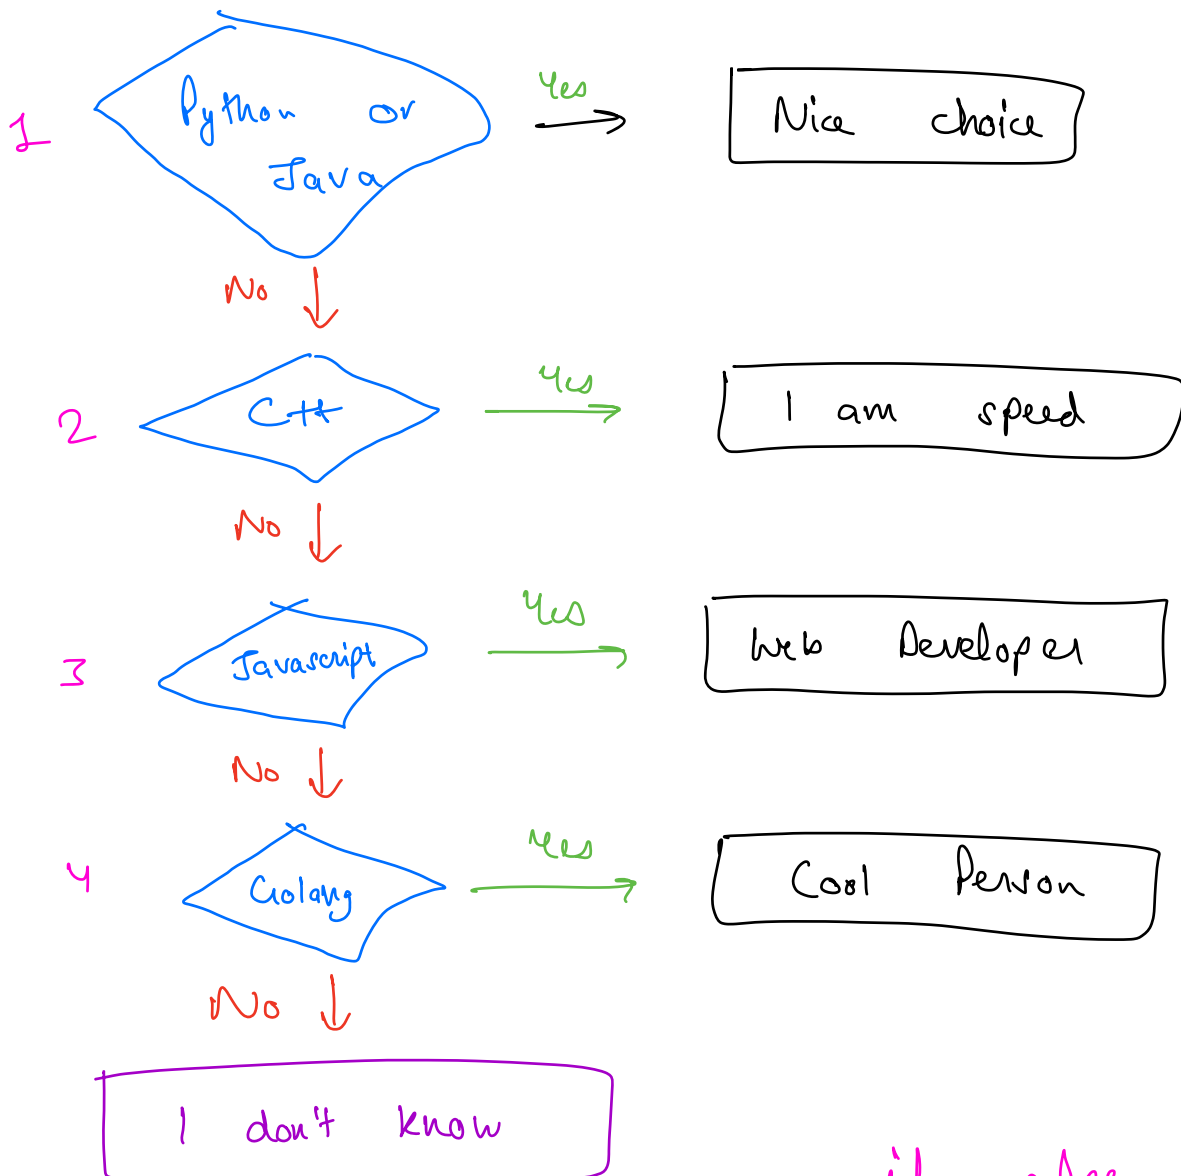 1
Python or
Java
Yes
Nice choice
No
2
C++
Yes
I am speed
No
3
Javascript
Yes
Web Developer
No
4
Golang
Yes
Cool Person
No
I don't know